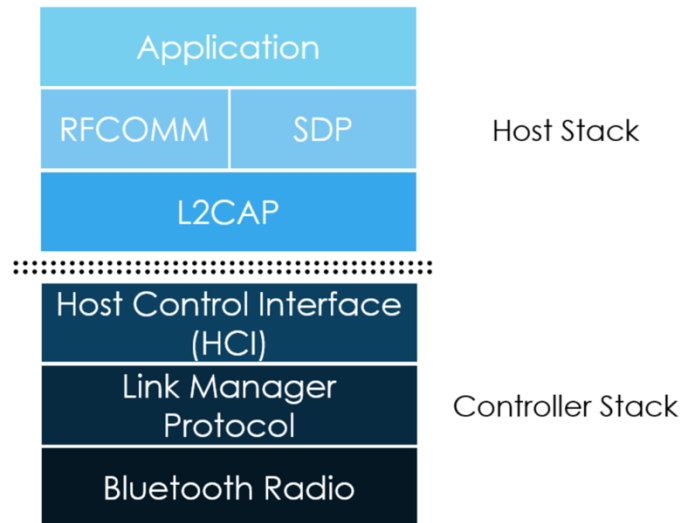 Application
RFCOMM
SDP
Host Stack
L2CAP
Host Control Interface
(HCI)
Link Manager
Protocol
Controller Stack
Bluetooth Radio